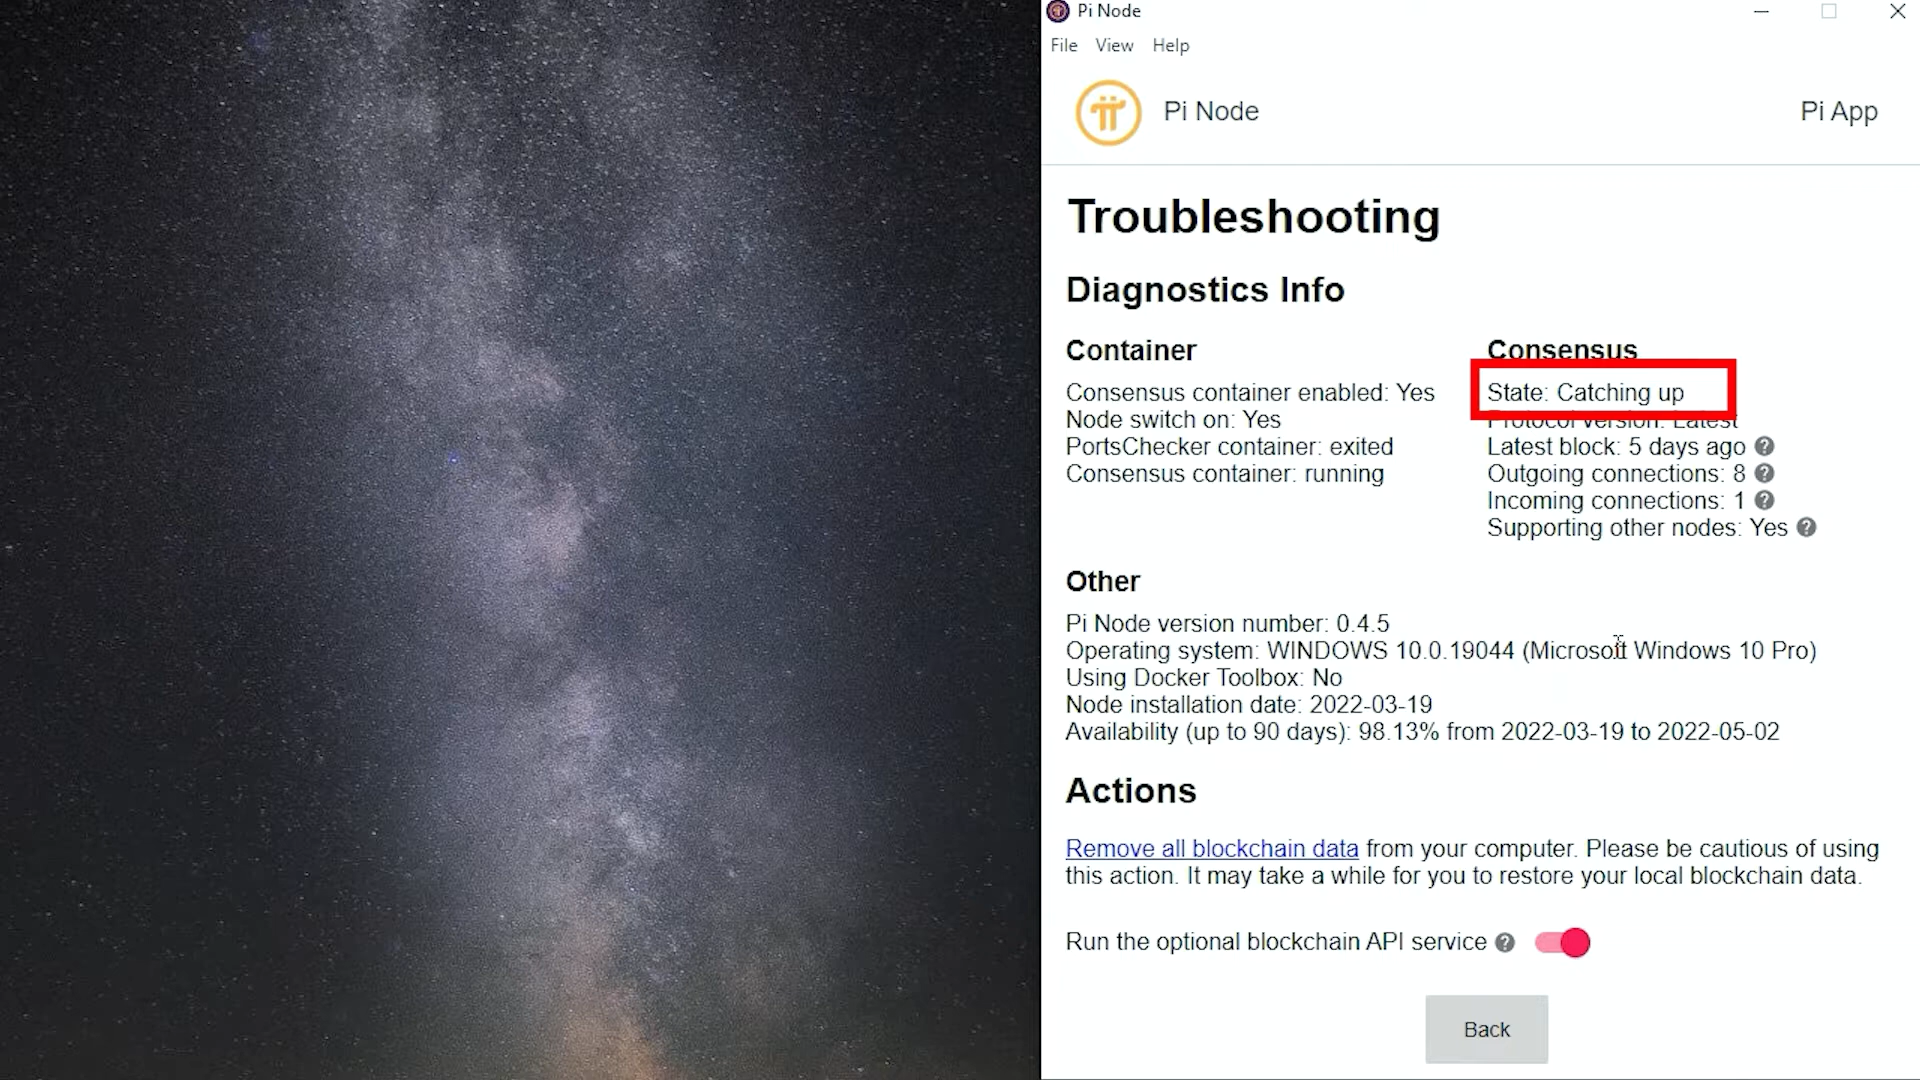 Pi Node
File View Help
Pi Node
Pi App
Troubleshooting
Diagnostics Info
Container
Consensus container enabled: Yes
Node switch on: Yes
PortsChecker container: exited
Consensus container: running
Consensus
State: Catching up
Protocol version: Latest
Latest block: 5 days ago
Outgoing connections: 8
Incoming connections: 1
Supporting other nodes: Yes
Other
Pi Node version number: 0.4.5
Operating system: WINDOWS 10.0.19044 (Microsoft Windows 10 Pro)
Using Docker Toolbox: No
Node installation date: 2022-03-19
Availability (up to 90 days): 98.13% from 2022-03-19 to 2022-05-02
Actions
Remove all blockchain data from your computer. Please be cautious of using
this action. It may take a while for you to restore your local blockchain data.
Run the optional blockchain API service
Back